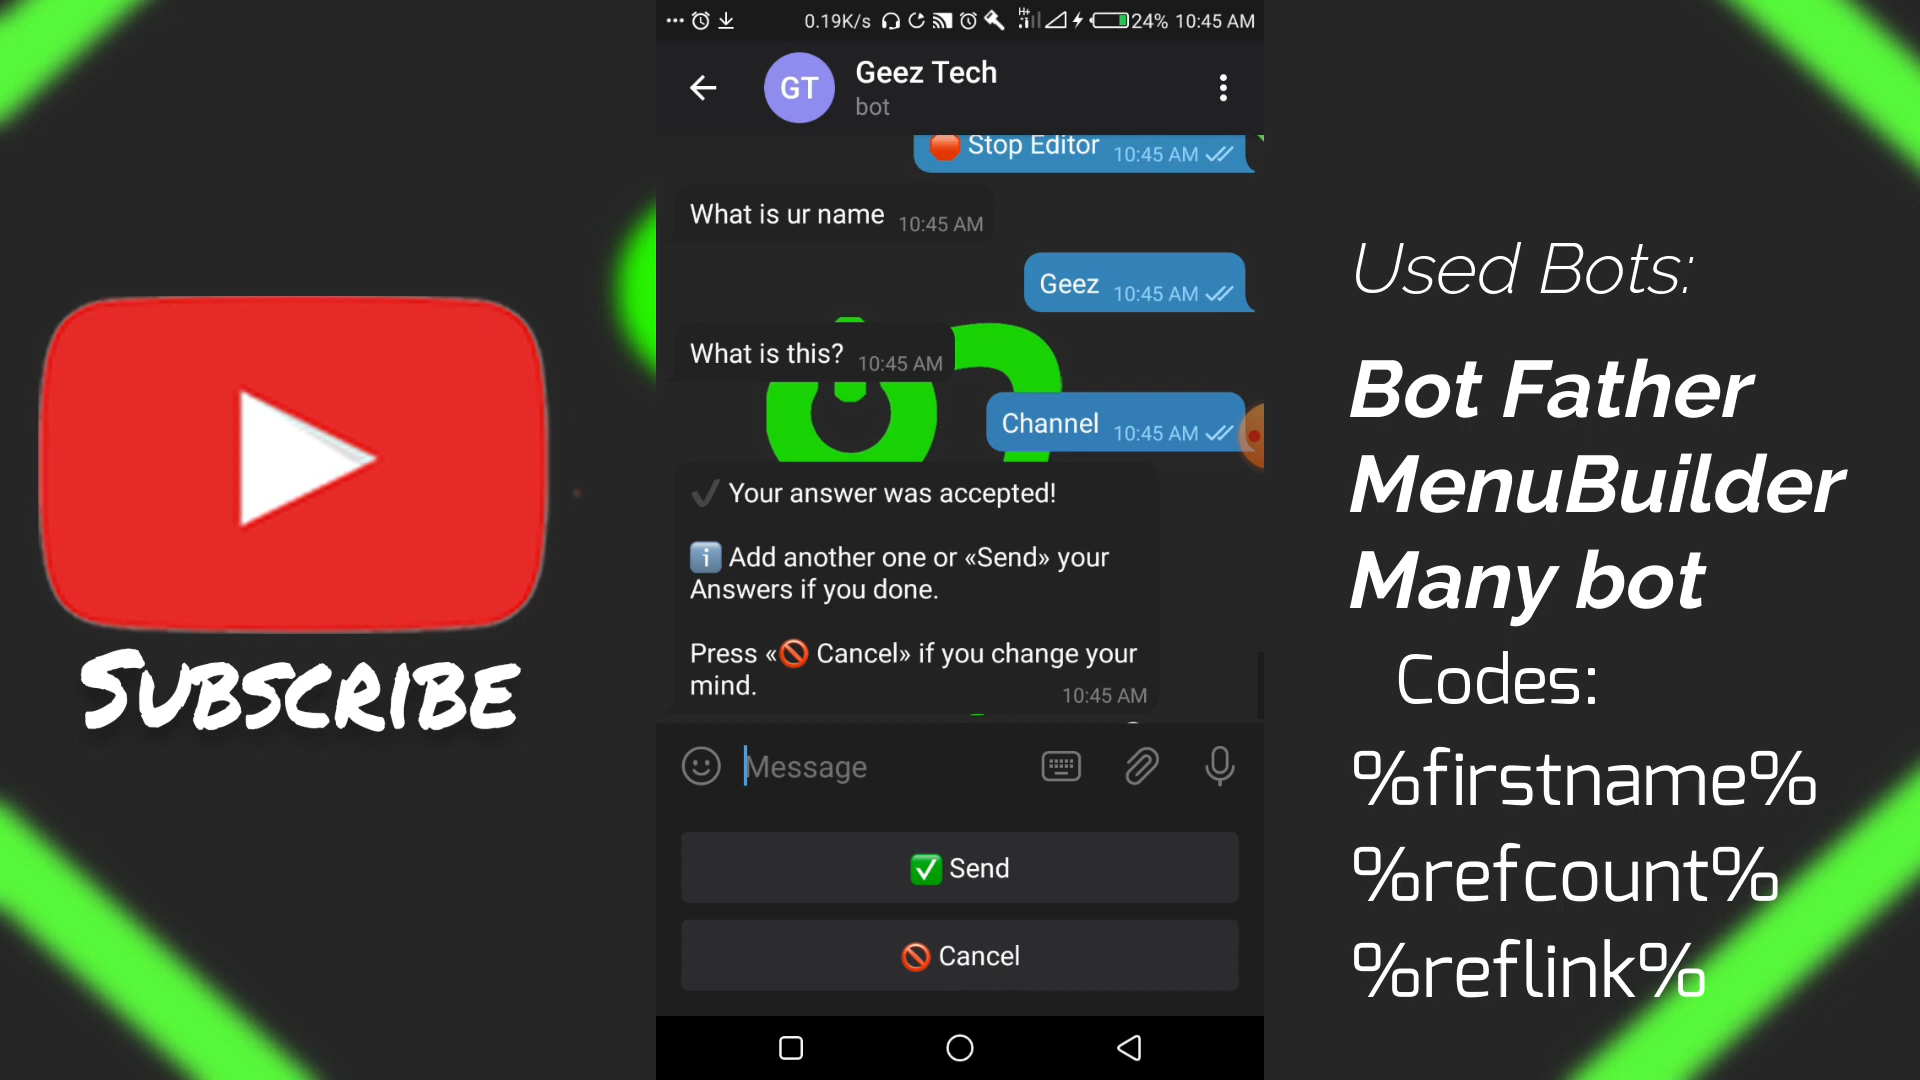 SUBSCRIBE
0.19K/s
24% 10:45 AM
GT
Geez Tech
bot
Stop Editor 10:45 AM
What is ur name 10:45 AM
Geez 10:45 AM
What is this? 10:45 AM
Channel 10:45 AM
Your answer was accepted!
Add another one or «Send» your
Answers if you done.
Press «🚫 Cancel» if you change your
mind. 10:45 AM
Message
Send
Cancel
Used Bots:
Bot Father
MenuBuilder
Many bot
Codes:
%firstname%
%refcount%
%reflink%